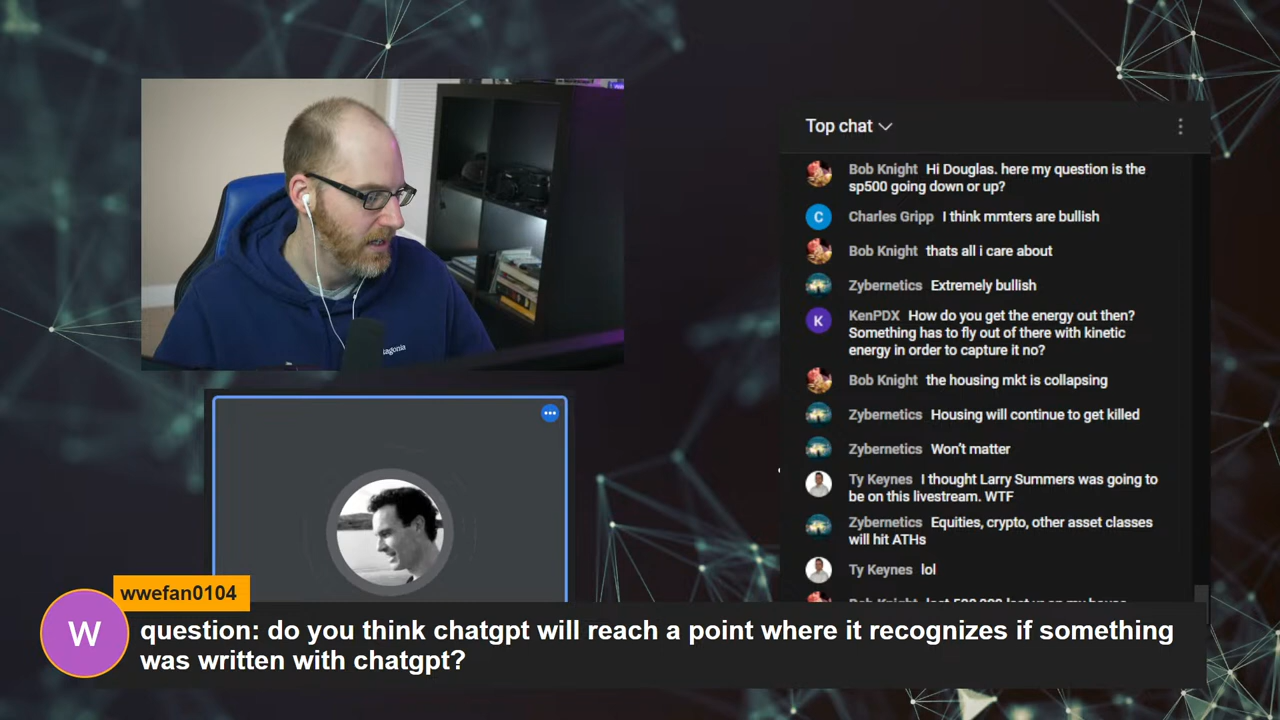 Top chat
Bob Knight Hi Douglas. here my question is the
sp500 going down or up?
C
Charles Gripp I think mmters are bullish
Bob Knight thats all i care about
Zybernetics Extremely bullish
K
KenPDX How do you get the energy out then?
Something has to fly out of there with kinetic
energy in order to capture it no?
Bob Knight the housing mkt is collapsing
Zybernetics Housing will continue to get killed
Zybernetics Won't matter
Ty Keynes I thought Larry Summers was going to
be on this livestream. WTF
Zybernetics Equities, crypto, other asset classes
will hit ATHs
Ty Keynes lol
Bob Knight
wwefan0104
W
question: do you think chatgpt will reach a point where it recognizes if something
was written with chatgpt?